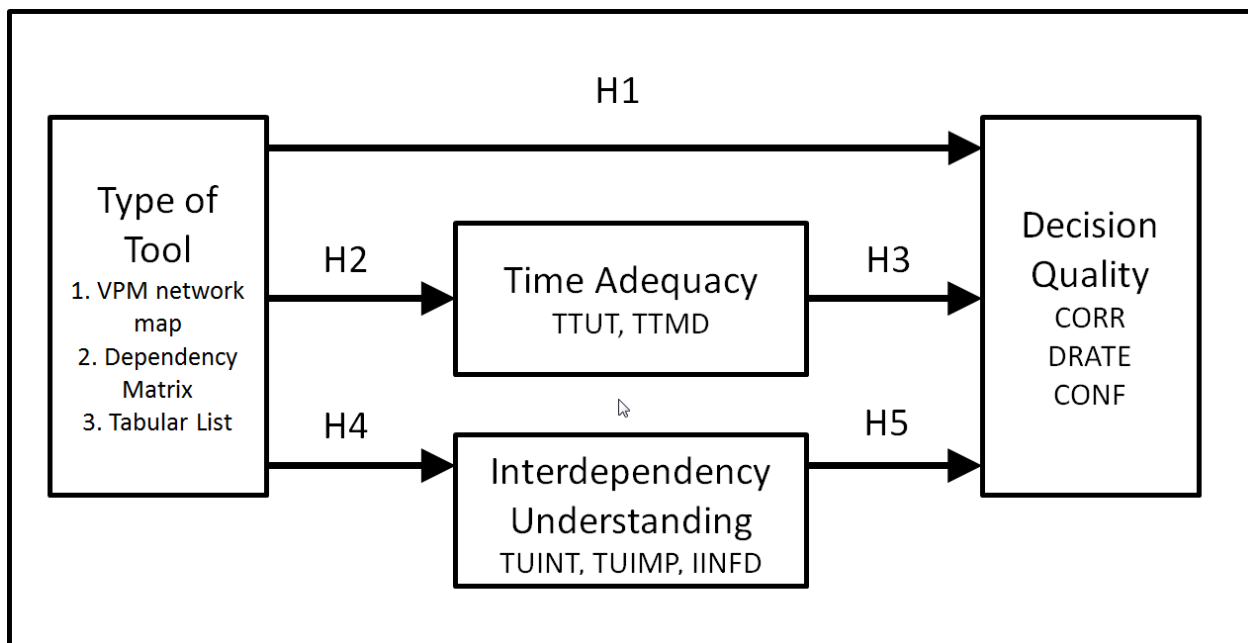 H1
Type of
Tool
1. VPM network
map
2. Dependency
Matrix
3. Tabular List
H2
Time Adequacy
TTUT, TTMD
H3
H4
Interdependency
Understanding
TUINT, TUIMP, IINFD
H5
Decision
Quality
CORR
DRATE
CONF